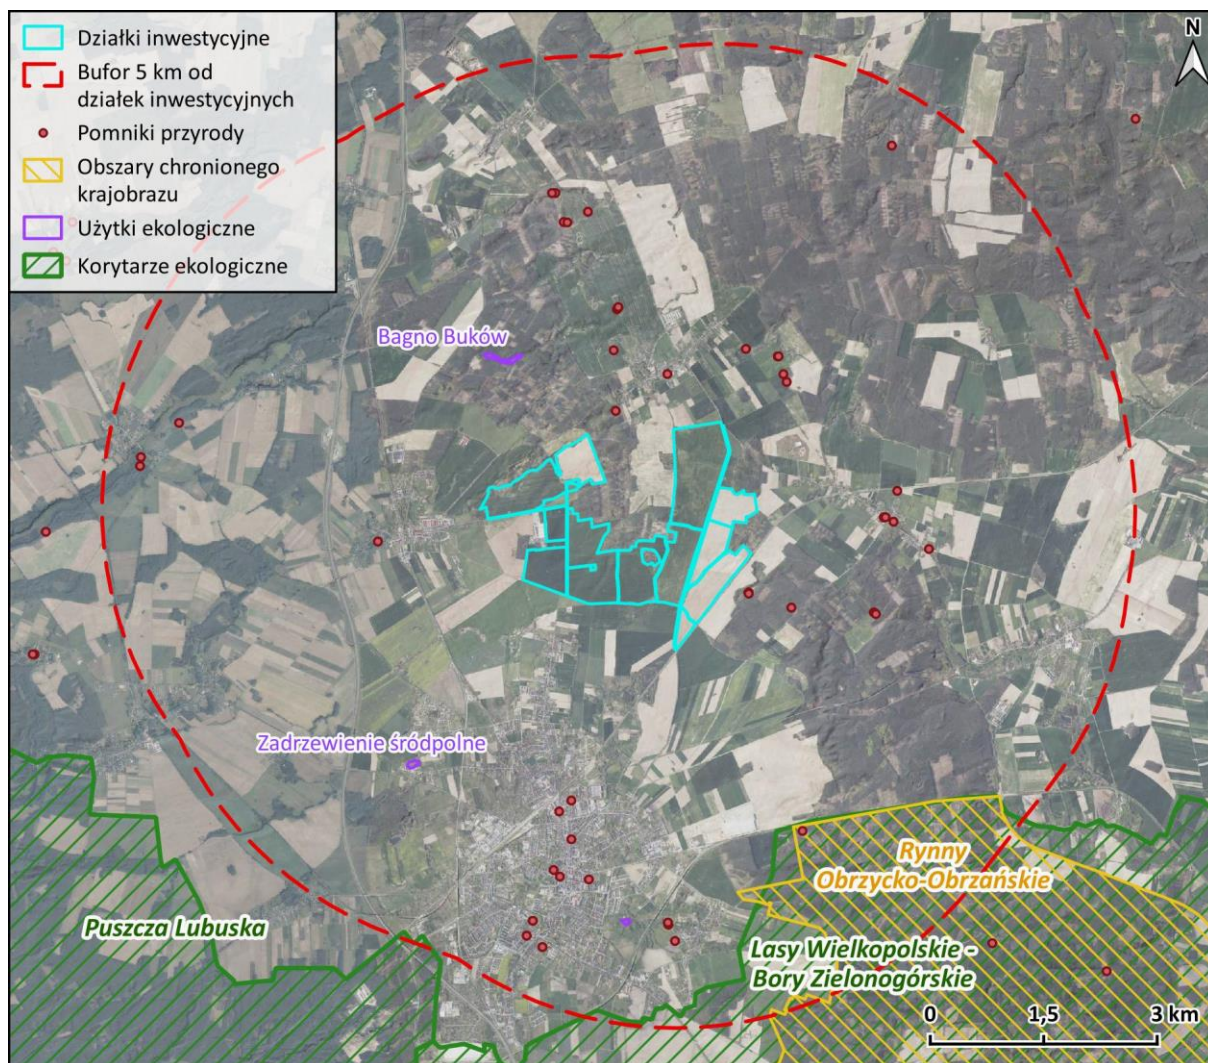 Działki inwestycyjne
Bufor 5 km od
działek inwestycyjnych
Pomniki przyrody
Obszary chronionego
krajobrazu
Użytki ekologiczne
Korytarze ekologiczne
N
Bagno Buków
Zadrzewienie śródpolne
Rynny
Obrzycko-Obrzańskie
Puszcza Lubuska
Lasy Wielkopolskie -
Bory Zielonogórskie
0 1,5 3 km